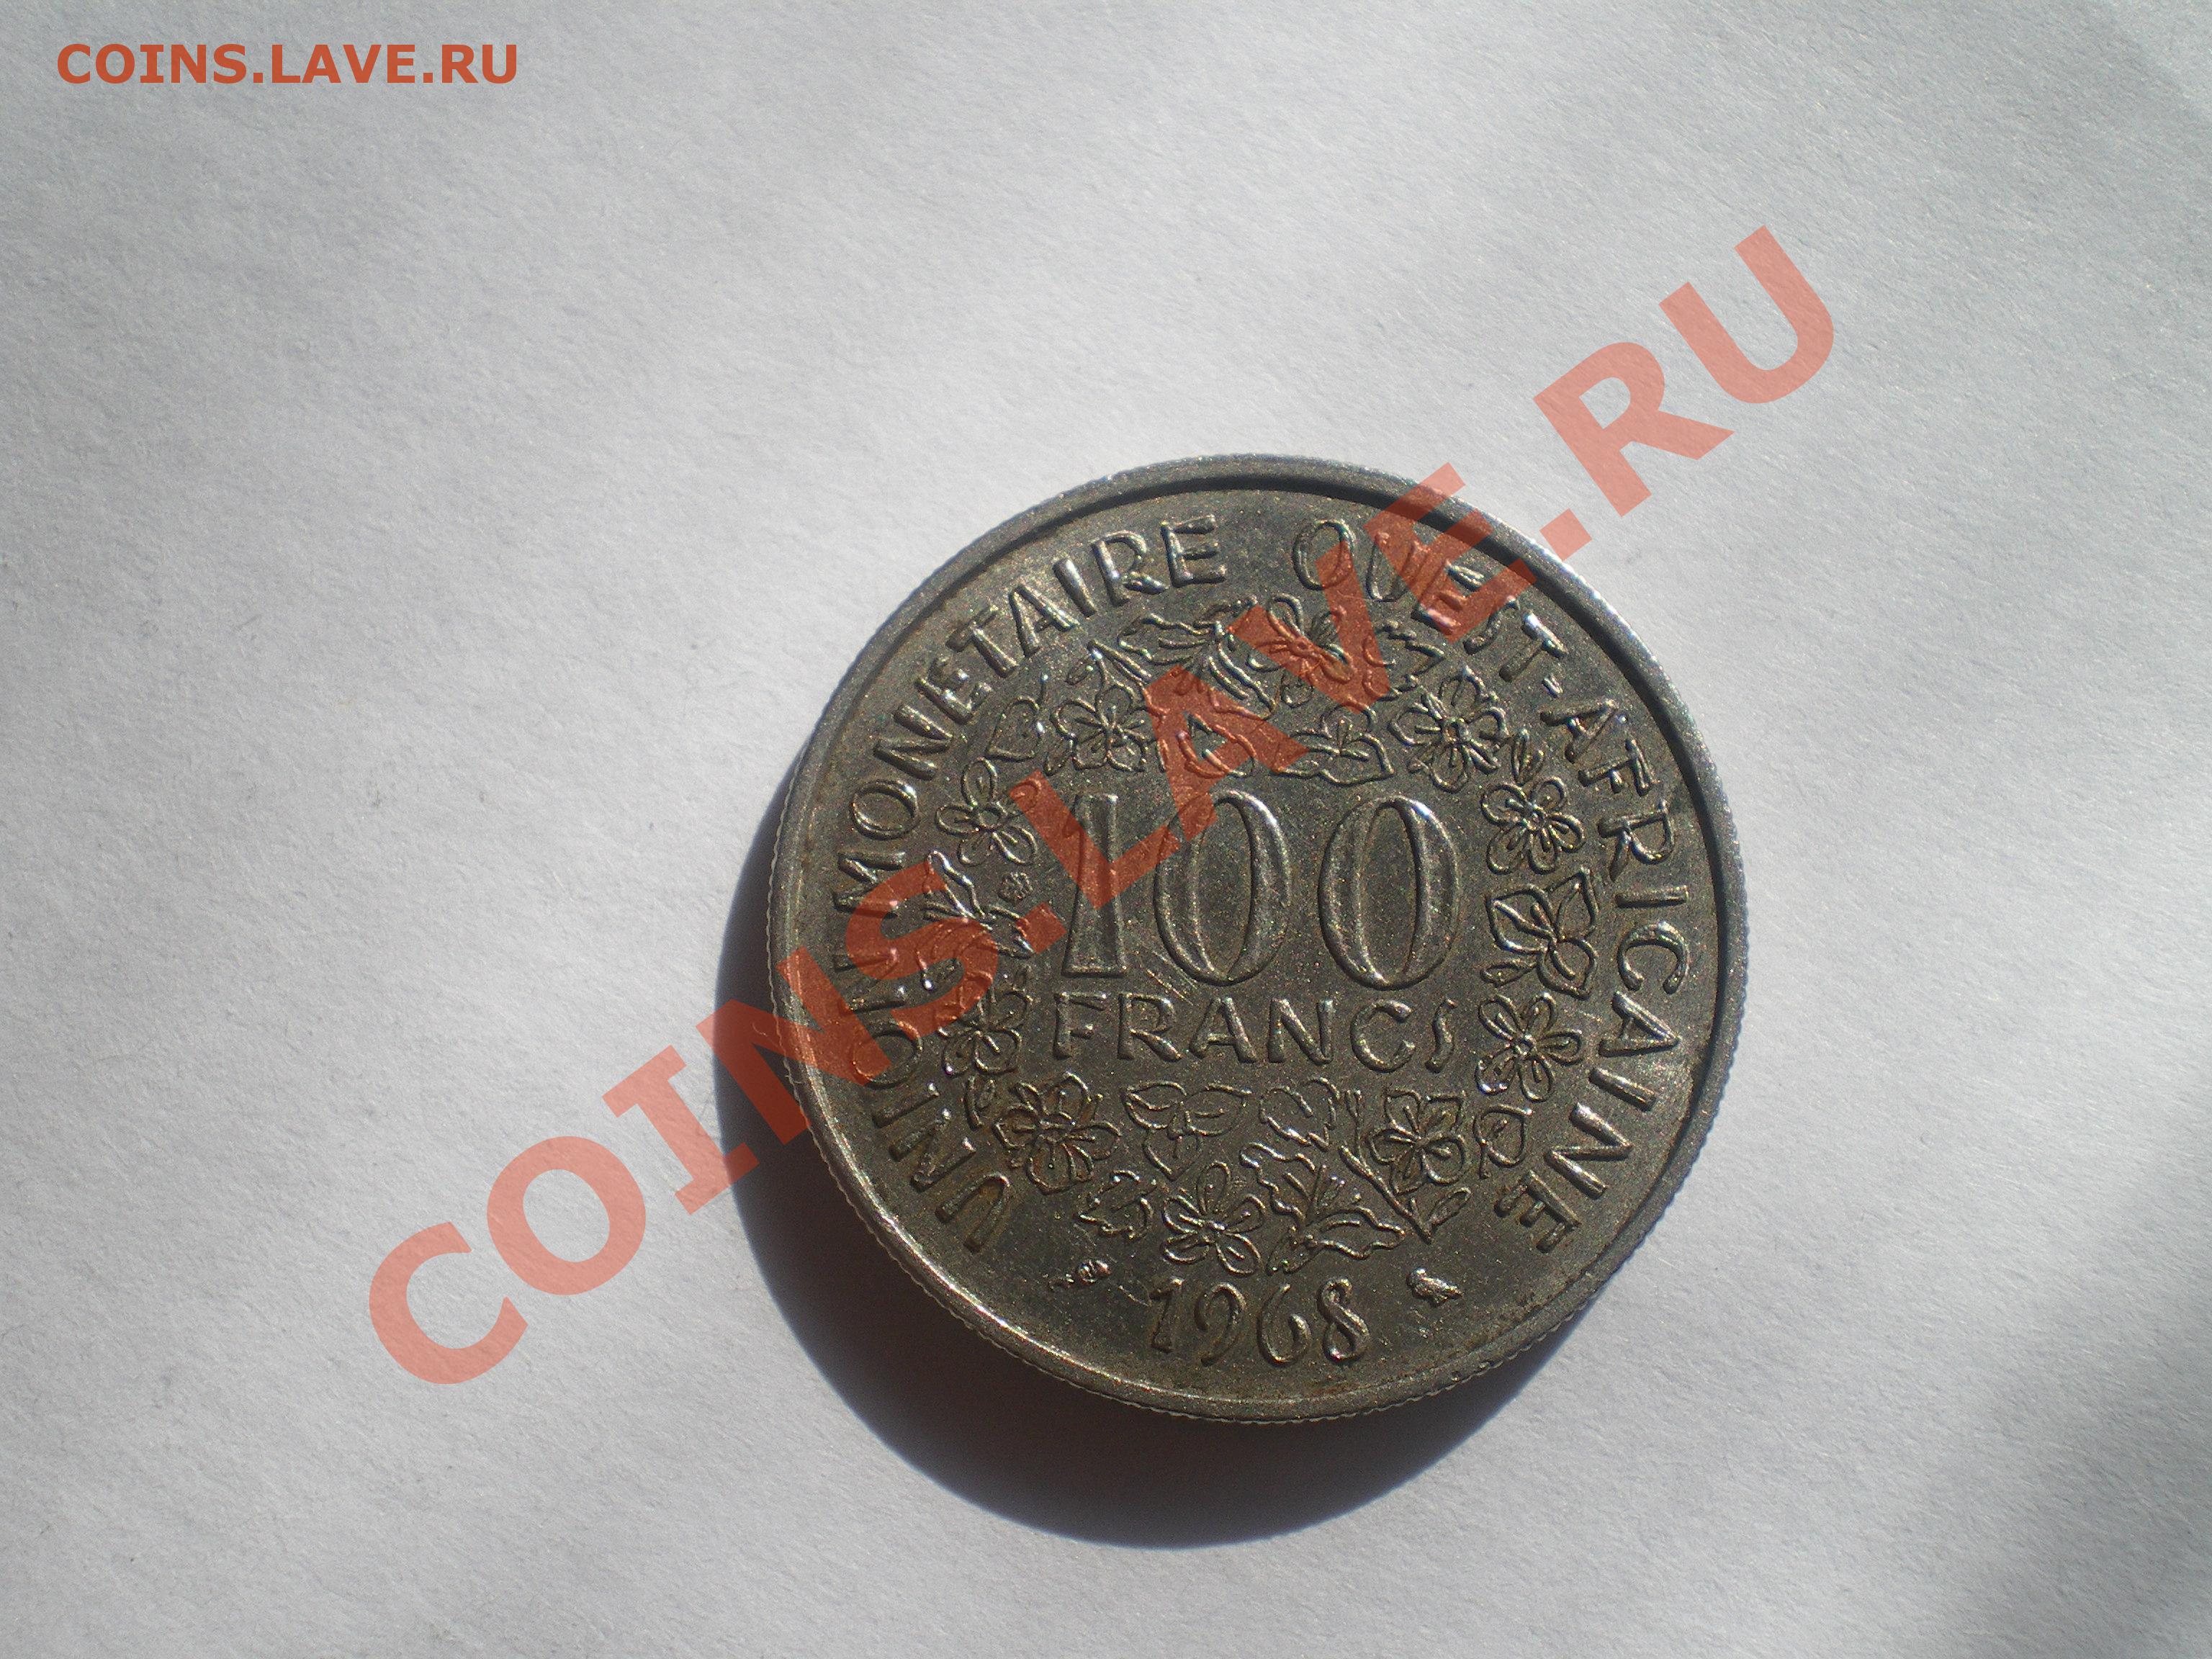 COINS.LAVE.RU
COINS.LAVE.RU
UNION MONETAIRE OUEST-AFRICAINE
100
FRANCS
1968